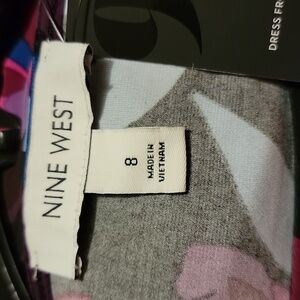 NINE WEST
8
MADE IN
VIETNAM
DRESS FR